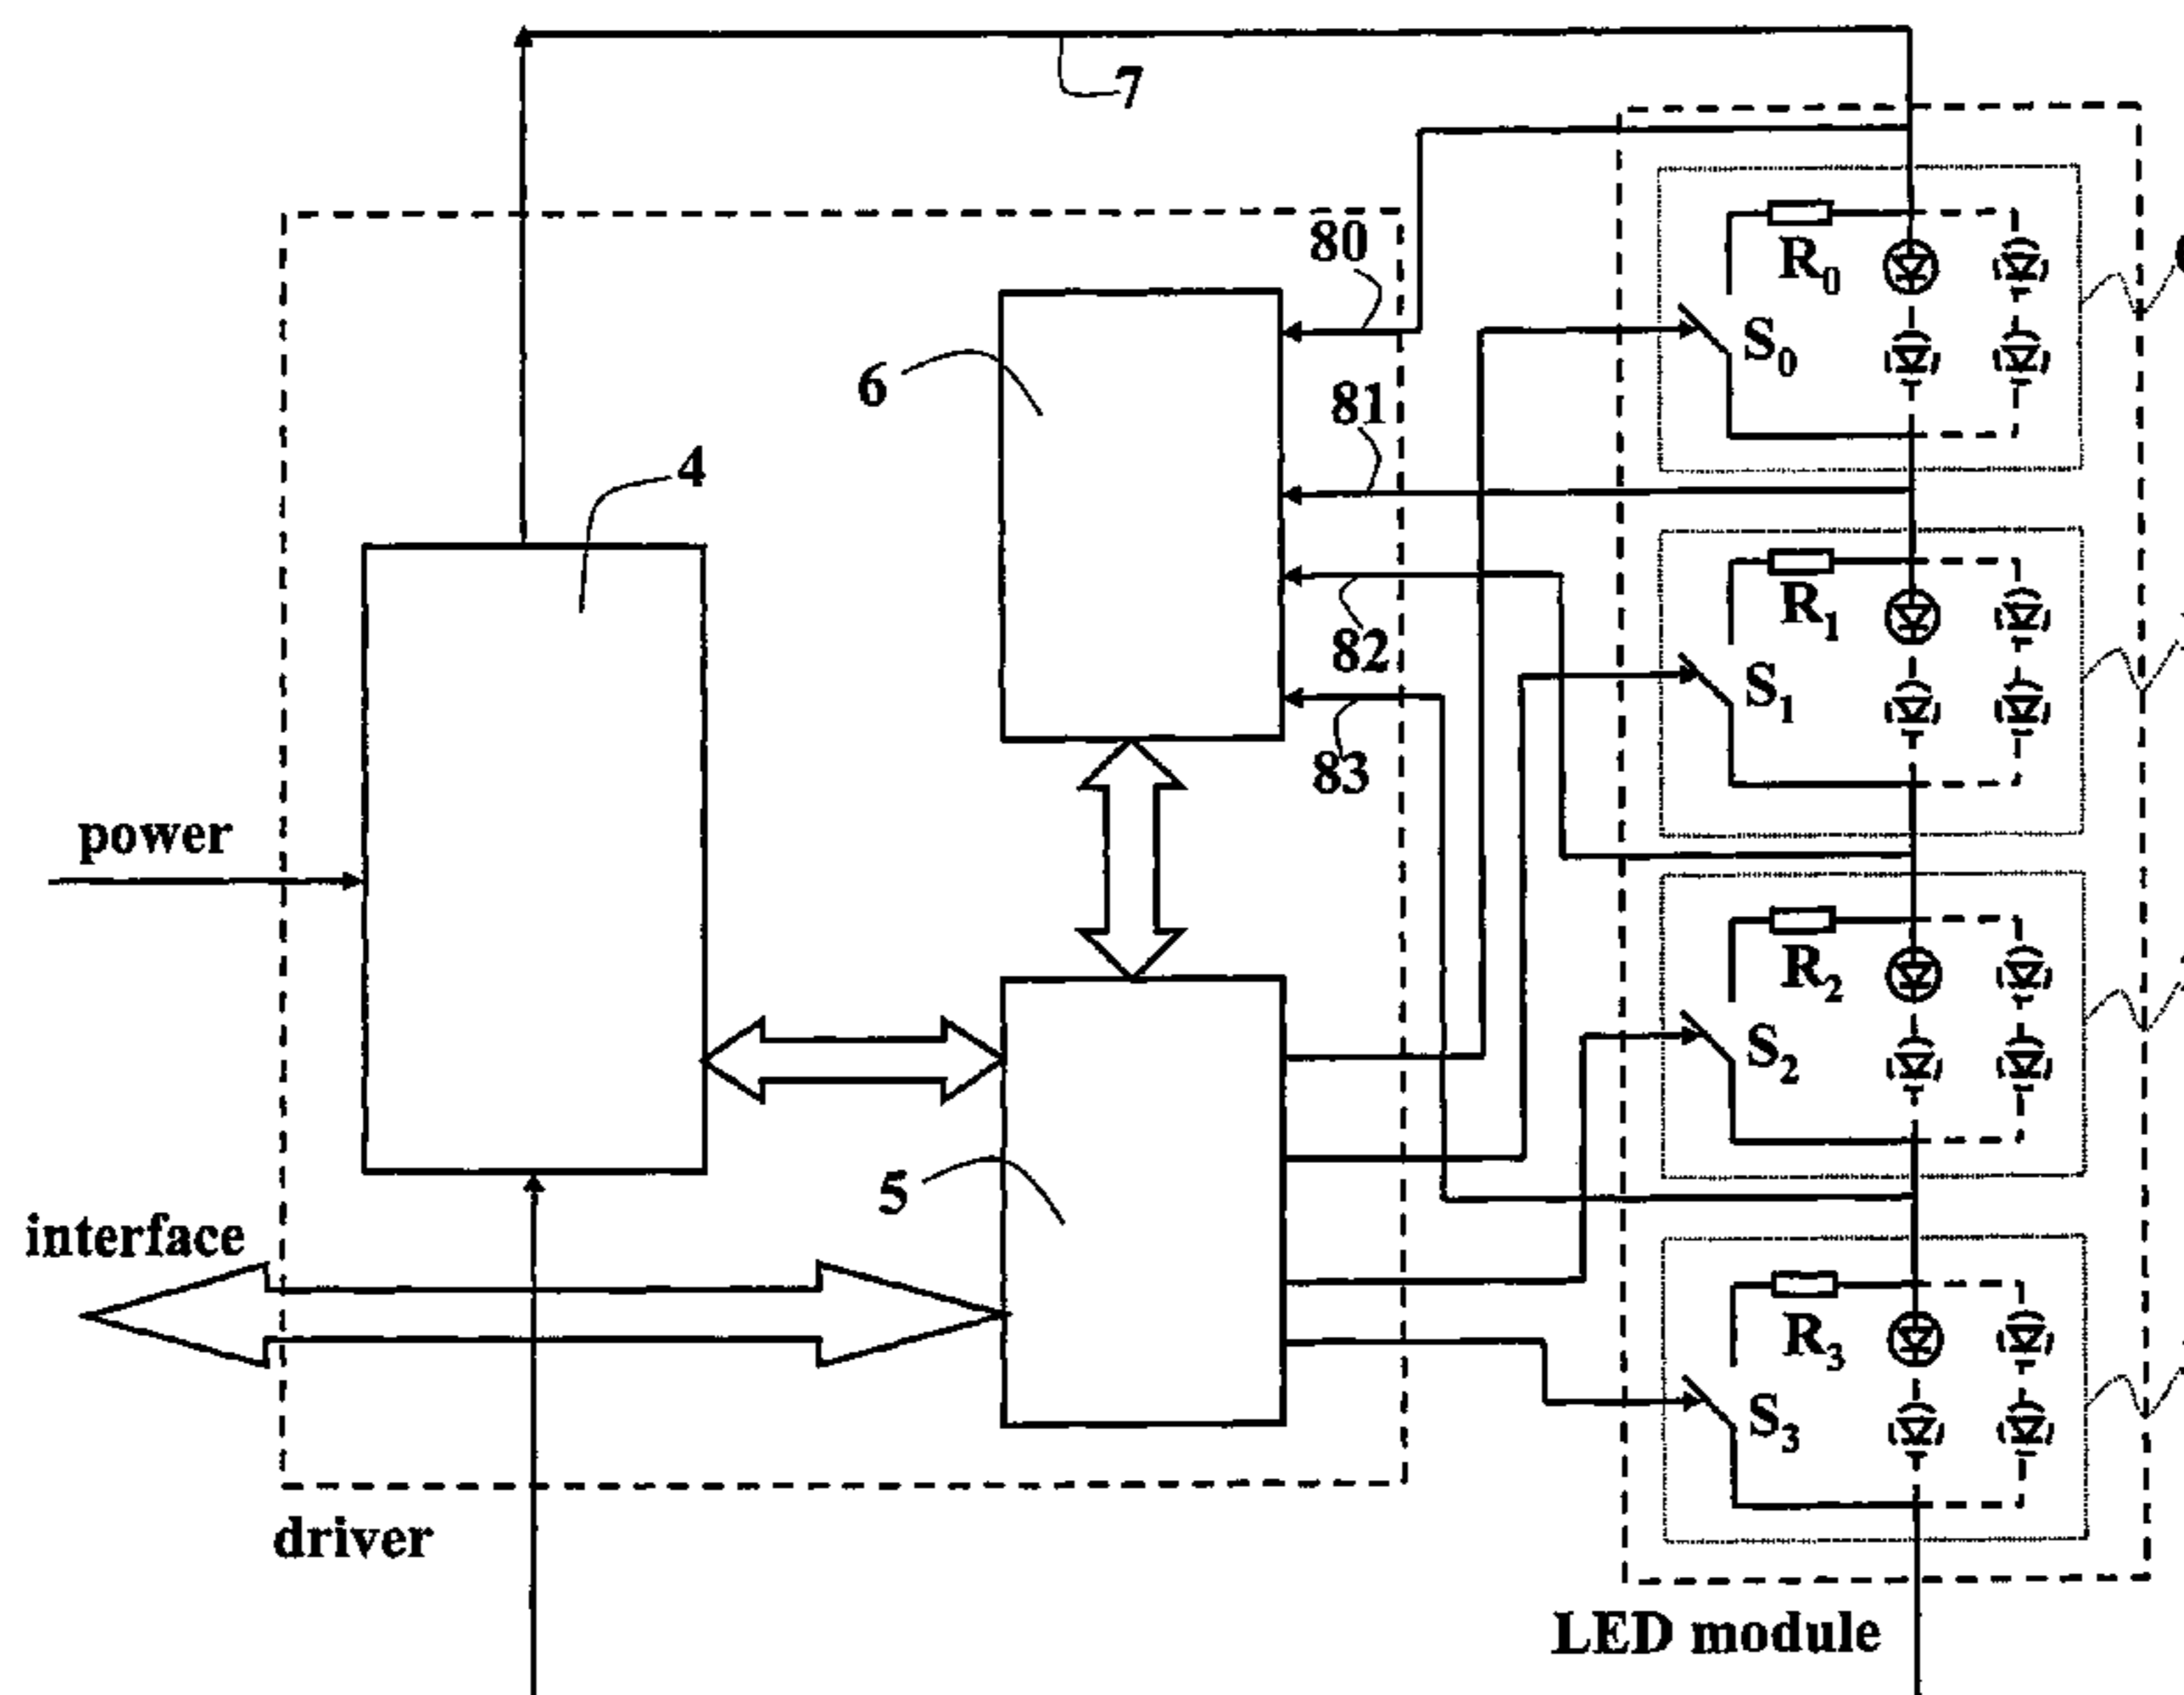 7
80
R₀
S₀
6
81
4
R₁
82
S₁
83
power
R₂
S₂
5
interface
R₃
S₃
driver
LED module